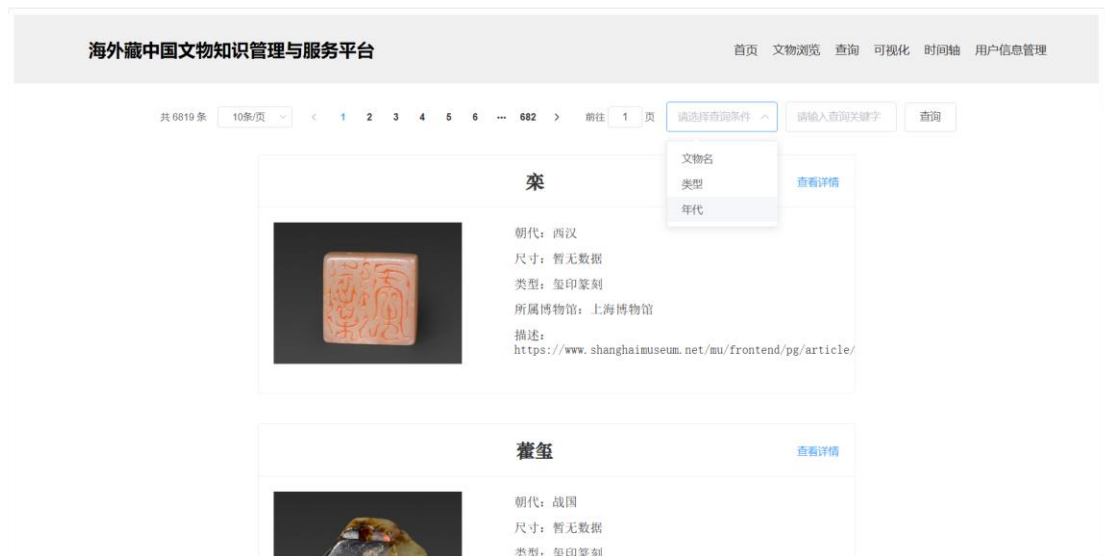 海外藏中国文物知识管理与服务平台
首页 文物浏览 查询 可视化 时间轴 用户信息管理
共 6819 条 10条/页 < 1 2 3 4 5 6 ... 682 > 前往 1 页 请选择查询条件 请输入查询关键字 查询
文物名
类型
年代
栾
查看详情
朝代：西汉
尺寸：暂无数据
类型：玺印篆刻
所属博物馆：上海博物馆
描述：
https://www.shanghaimuseum.net/mu/frontend/pg/article/
藿玺
查看详情
朝代：战国
尺寸：暂无数据
类型：玺印篆刻